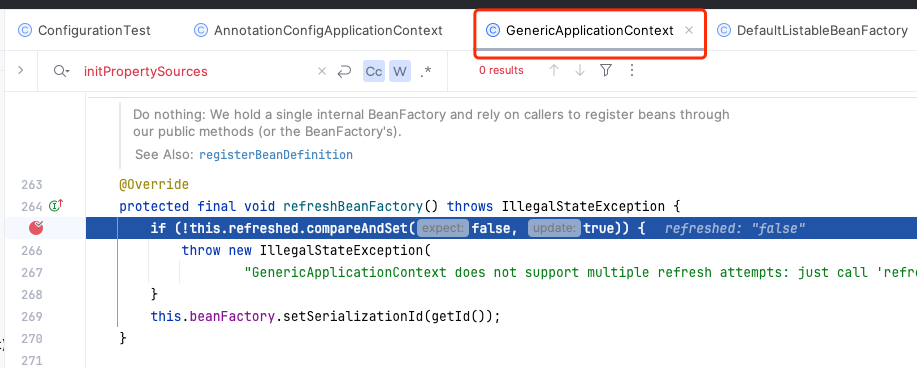 ConfigurationTest AnnotationConfigApplicationContext GenericApplicationContext DefaultListableBeanFactory
initPropertySources Cc W .* 0 results
Do nothing: We hold a single internal BeanFactory and rely on callers to register beans through
our public methods (or the BeanFactory's).
See Also: registerBeanDefinition
263 @Override
264 protected final void refreshBeanFactory() throws IllegalStateException {
if (!this.refreshed.compareAndSet( expect: false, update: true)) { refreshed: "false"
266 throw new IllegalStateException(
267 "GenericApplicationContext does not support multiple refresh attempts: just call 'refre
268 }
269 this.beanFactory.setSerializationId(getId());
270 }
271